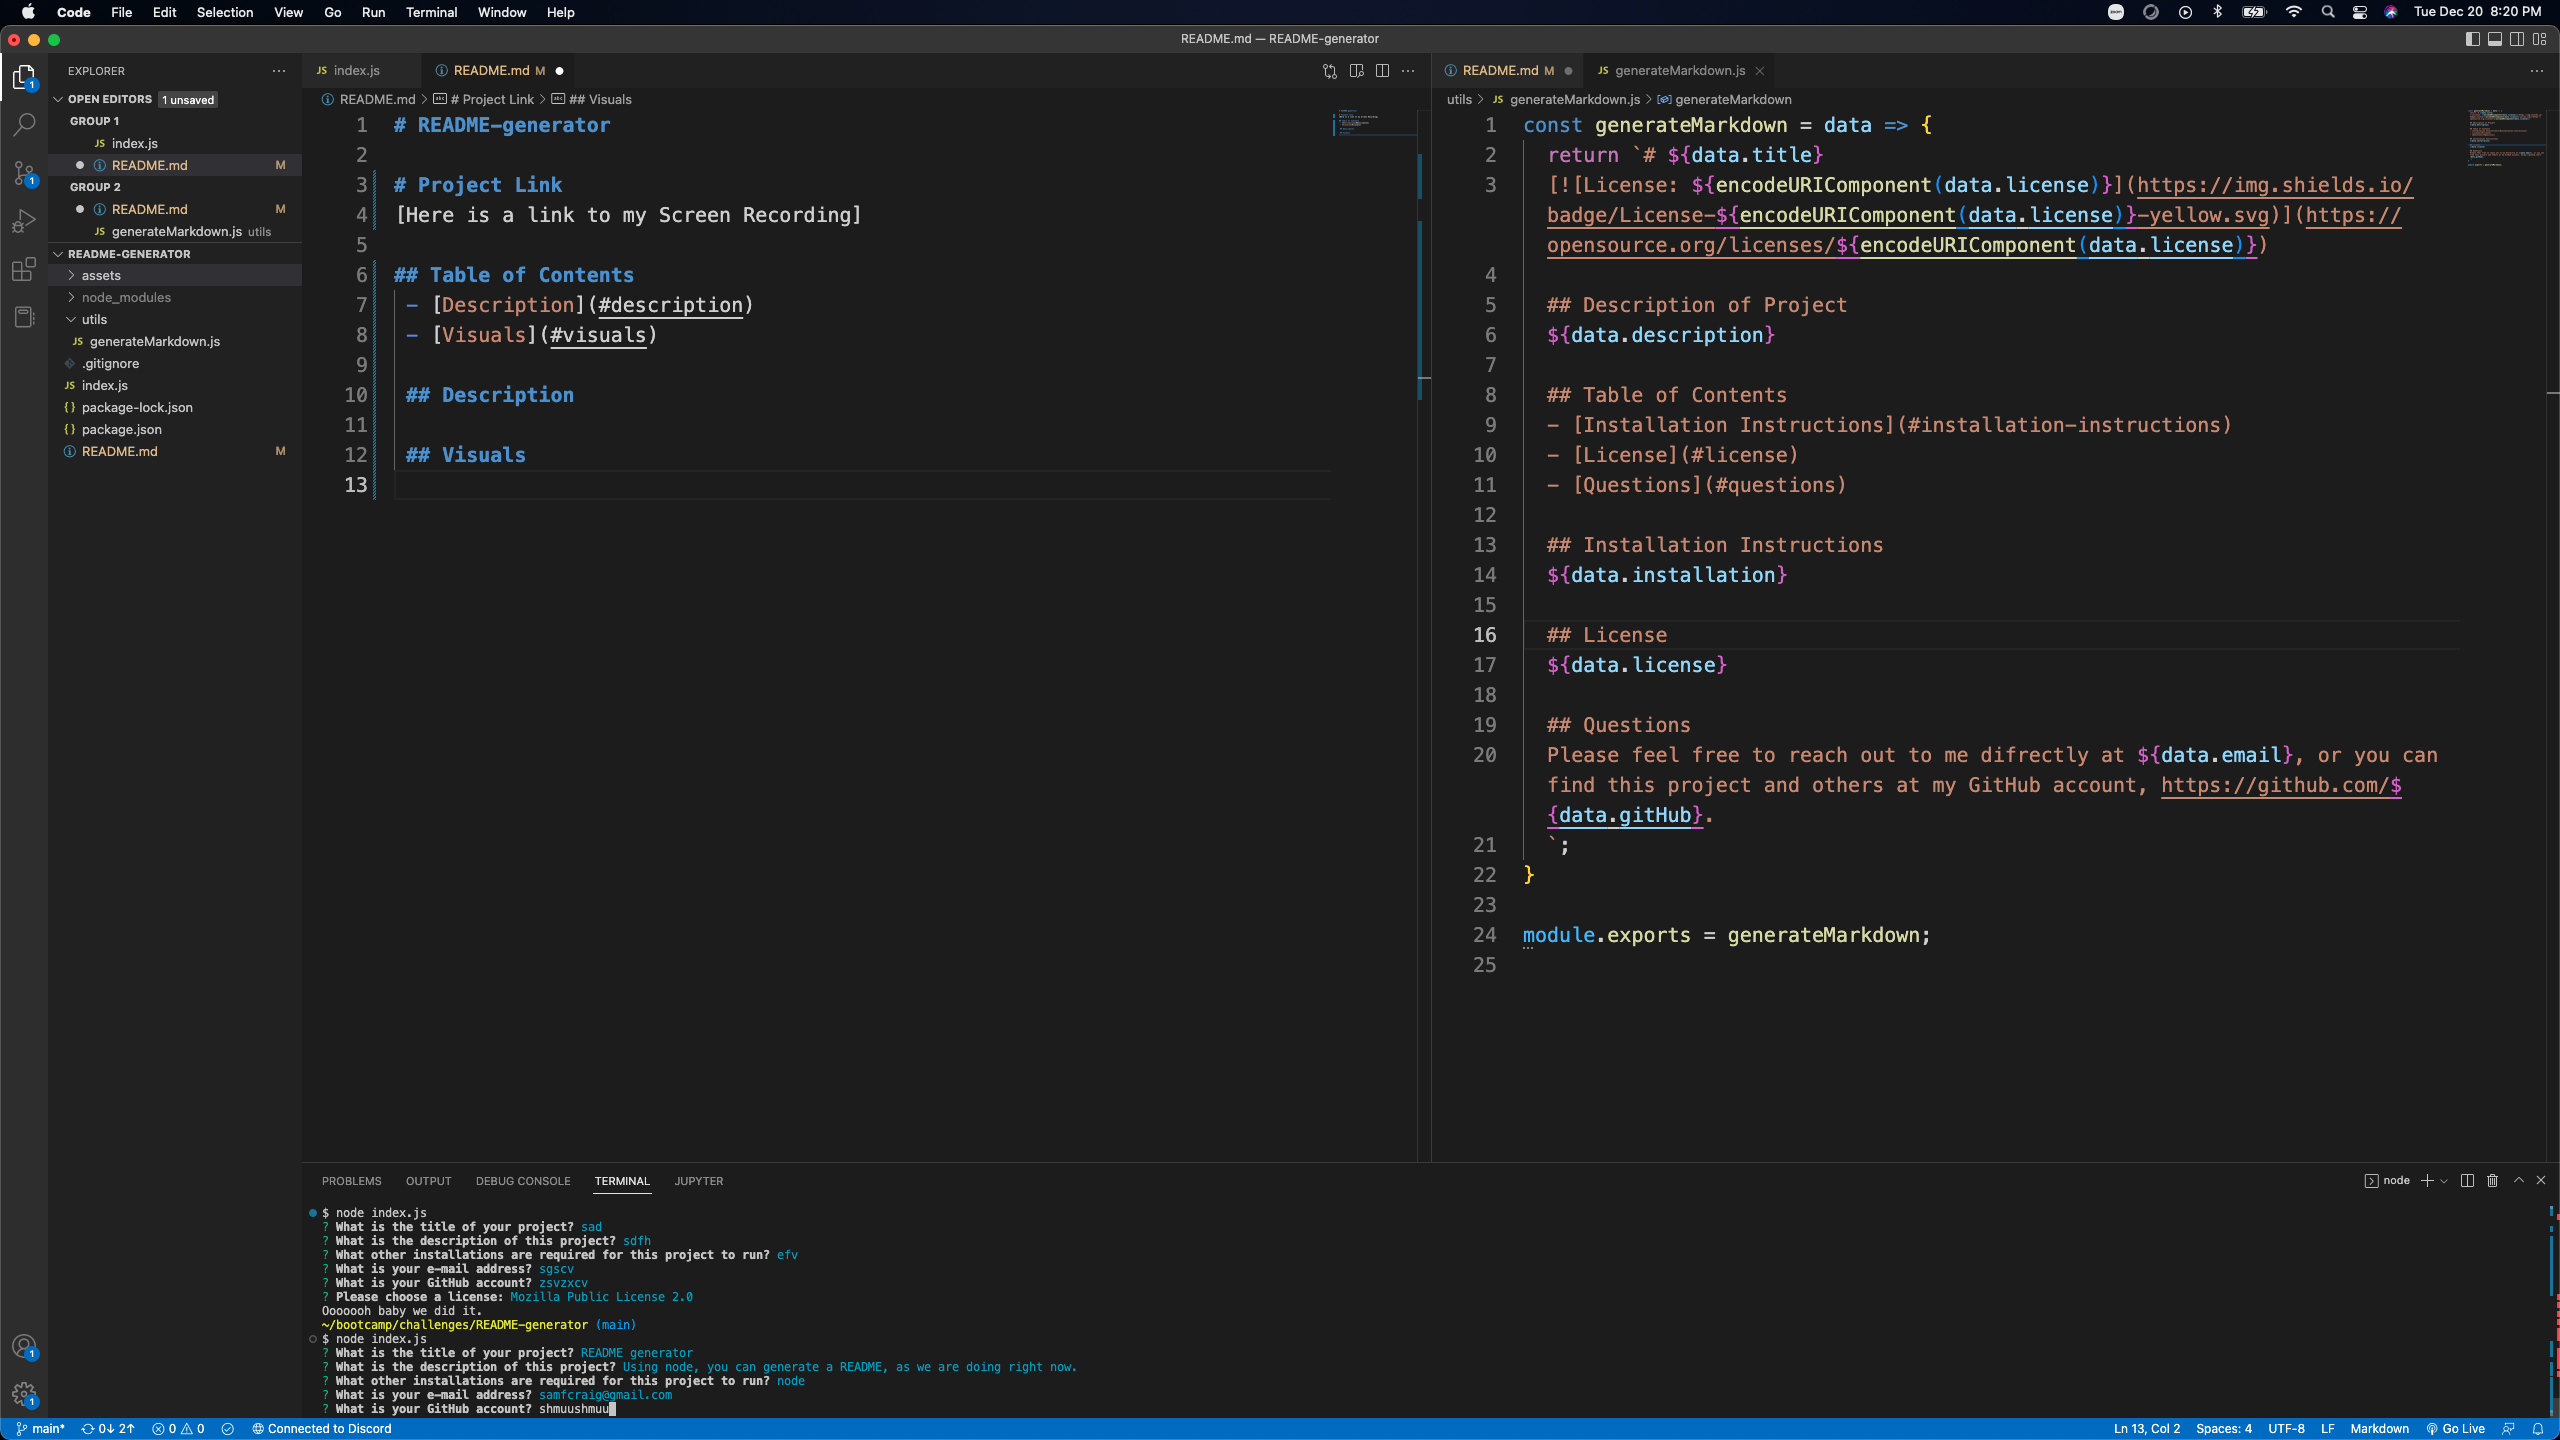 Code File Edit Selection View Go Run Terminal Window Help
zoom
Tue Dec 20 8:20 PM
README.md — README-generator
EXPLORER
OPEN EDITORS 1 unsaved
GROUP 1
JS index.js
README.md M
GROUP 2
README.md M
JS generateMarkdown.js utils
README-GENERATOR
assets
node_modules
utils
JS generateMarkdown.js
.gitignore
JS index.js
{} package-lock.json
{} package.json
README.md M
1
1
1
1
JS index.js
README.md M
README.md > # Project Link > ## Visuals
1 # README-generator
2
3 # Project Link
4 [Here is a link to my Screen Recording]
5
6 ## Table of Contents
7 - [Description](#description)
8 - [Visuals](#visuals)
9
10 ## Description
11
12 ## Visuals
13
README.md M
JS generateMarkdown.js
utils > JS generateMarkdown.js > generateMarkdown
1 const generateMarkdown = data => {
2 return `# ${data.title}
3 [![License: ${encodeURIComponent(data.license)}](https://img.shields.io/
badge/License-${encodeURIComponent(data.license)}-yellow.svg)](https://
opensource.org/licenses/${encodeURIComponent(data.license)})
4
5 ## Description of Project
6 ${data.description}
7
8 ## Table of Contents
9 - [Installation Instructions](#installation-instructions)
10 - [License](#license)
11 - [Questions](#questions)
12
13 ## Installation Instructions
14 ${data.installation}
15
16 ## License
17 ${data.license}
18
19 ## Questions
20 Please feel free to reach out to me difrectly at ${data.email}, or you can
find this project and others at my GitHub account, https://github.com/$
{data.gitHub}.
21 `;
22 }
23
24 module.exports = generateMarkdown;
25
PROBLEMS OUTPUT DEBUG CONSOLE TERMINAL JUPYTER
node
$ node index.js
? What is the title of your project? sad
? What is the description of this project? sdfh
? What other installations are required for this project to run? efv
? What is your e-mail address? sgscv
? What is your GitHub account? zsvzxcv
? Please choose a license: Mozilla Public License 2.0
Ooooooh baby we did it.
~/bootcamp/challenges/README-generator (main)
$ node index.js
? What is the title of your project? README generator
? What is the description of this project? Using node, you can generate a README, as we are doing right now.
? What other installations are required for this project to run? node
? What is your e-mail address? samfcraig@gmail.com
? What is your GitHub account? shmuushmuu
main* 0↓ 2↑ 0 0 Connected to Discord
Ln 13, Col 2 Spaces: 4 UTF-8 LF Markdown Go Live